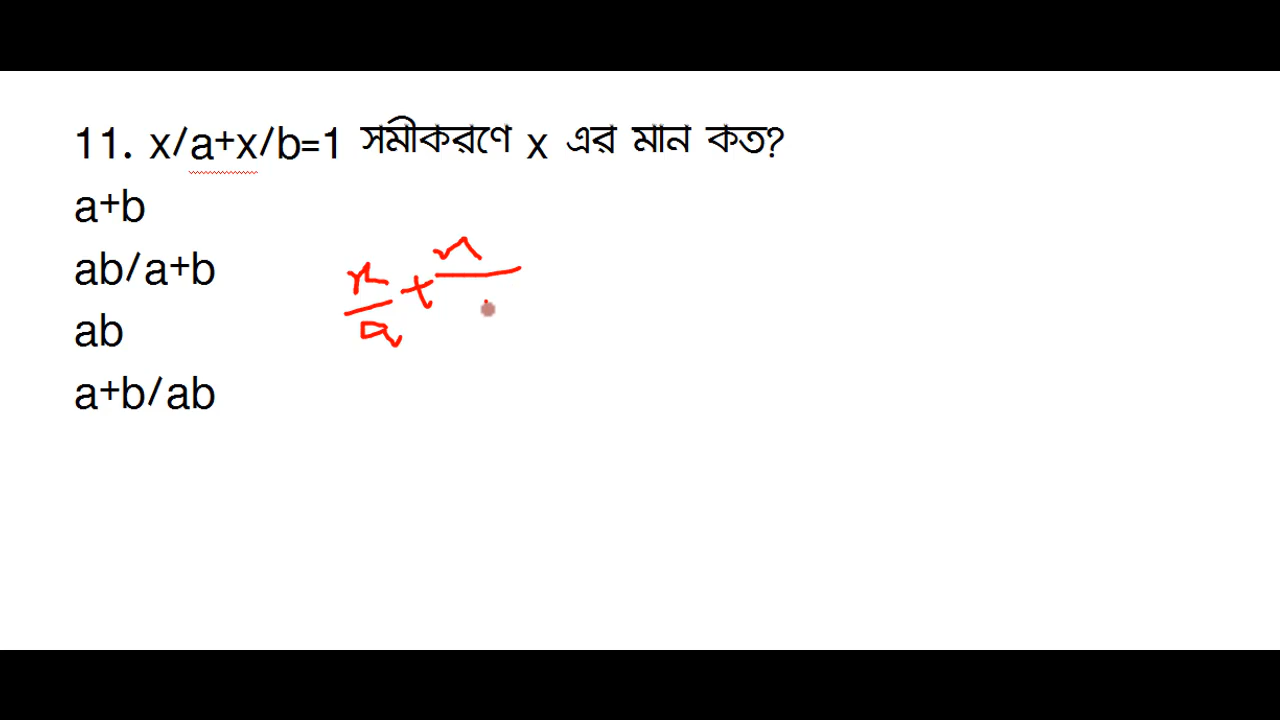 11. x/a+x/b=1 সমীকরণে x এর মান কত?
a+b
ab/a+b
ab
a+b/ab
x/a + x/